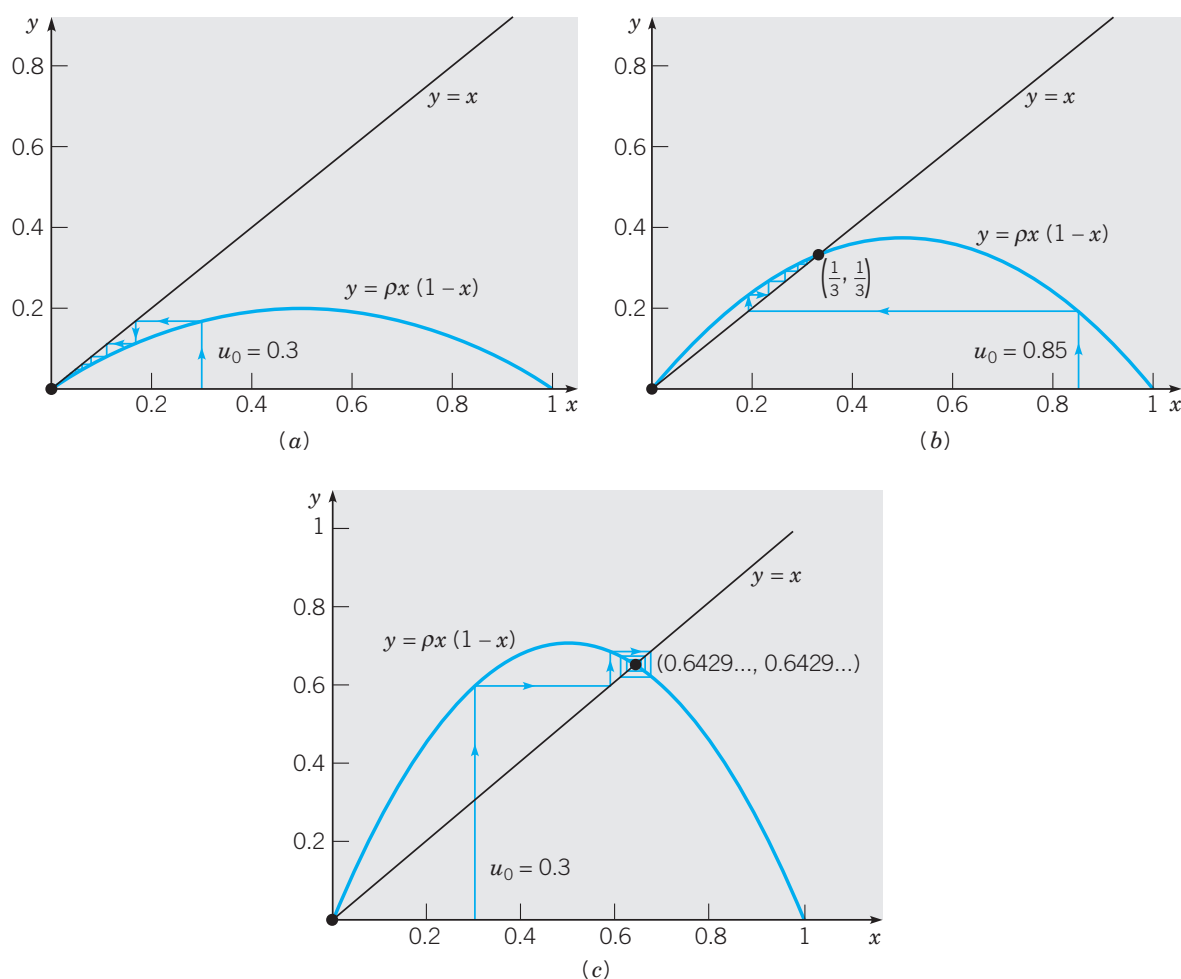 y
0.8
y = x
0.6
0.4
y = ρx (1 – x)
0.2
u₀ = 0.3
0.2
0.4
0.6
0.8
1
x
(a)
y
0.8
y = x
0.6
0.4
y = ρx (1 – x)
(1/3, 1/3)
0.2
u₀ = 0.85
0.2
0.4
0.6
0.8
1
x
(b)
y
1
y = x
0.8
y = ρx (1 – x)
(0.6429..., 0.6429...)
0.6
0.4
0.2
u₀ = 0.3
0.2
0.4
0.6
0.8
1
x
(c)